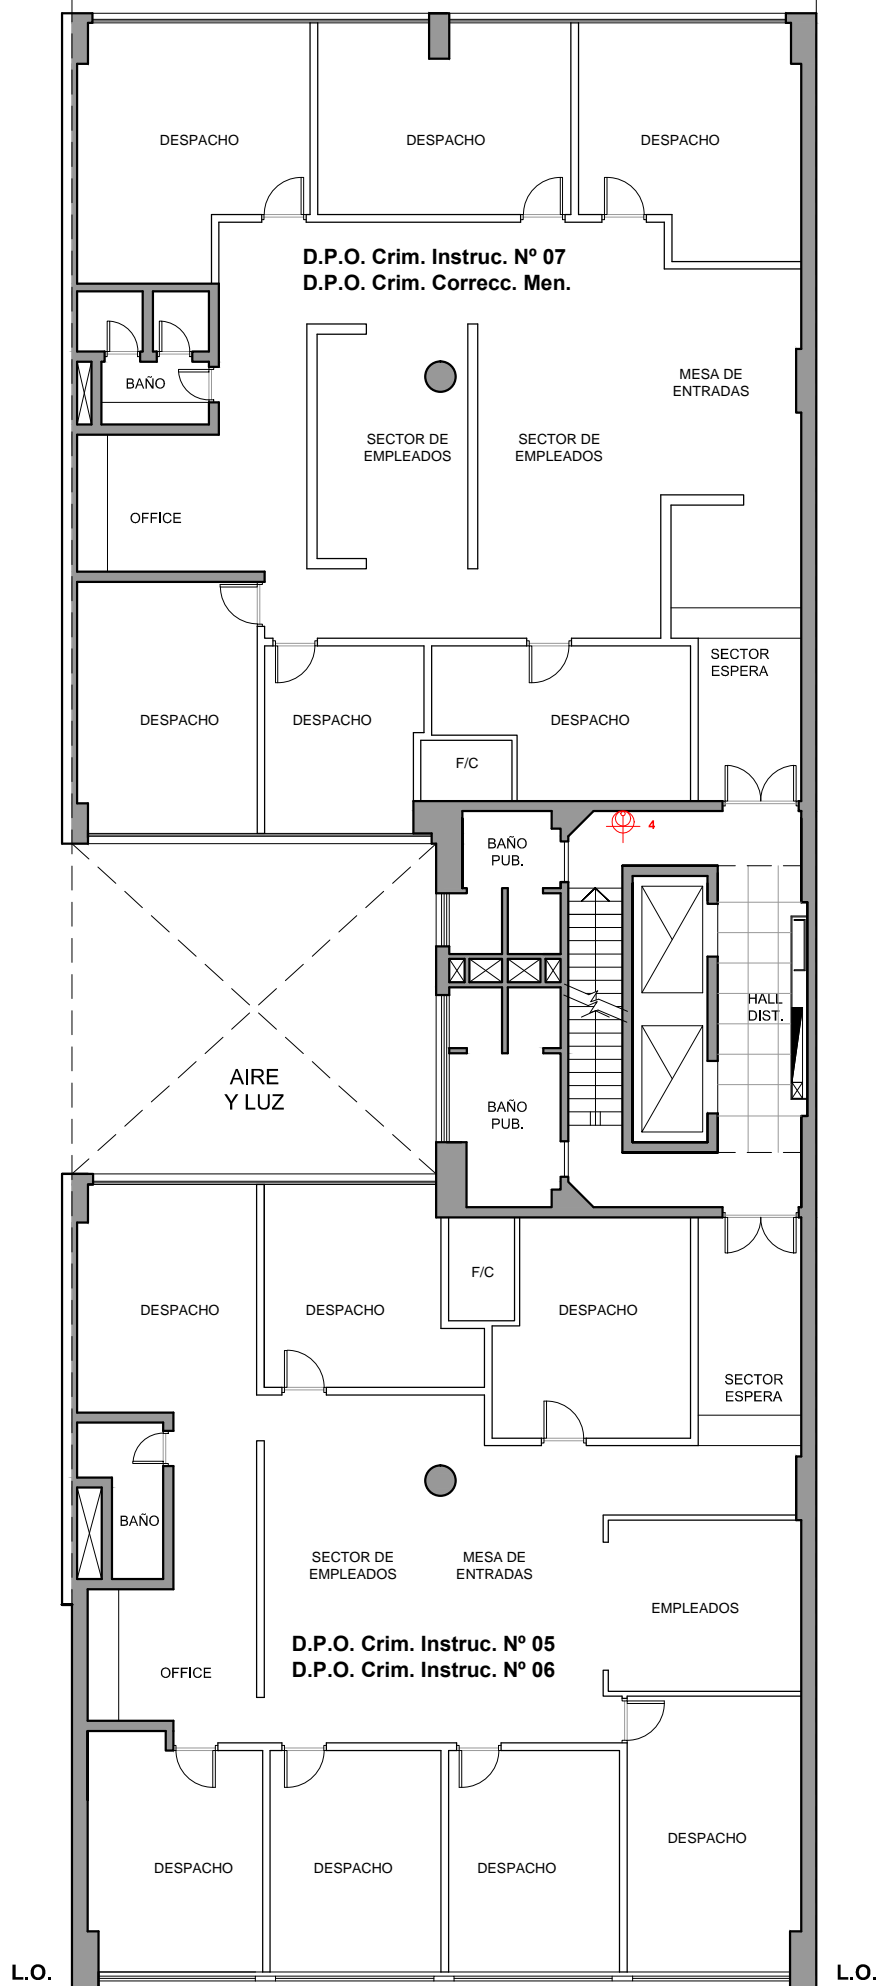 DESPACHO
DESPACHO
DESPACHO
D.P.O. Crim. Instruc. Nº 07
D.P.O. Crim. Correcc. Men.
BAÑO
MESA DE
ENTRADAS
SECTOR DE
EMPLEADOS
SECTOR DE
EMPLEADOS
OFFICE
SECTOR
ESPERA
DESPACHO
DESPACHO
DESPACHO
F/C
4
BAÑO
PUB.
HALL
DIST.
AIRE
Y LUZ
BAÑO
PUB.
F/C
DESPACHO
DESPACHO
DESPACHO
SECTOR
ESPERA
BAÑO
SECTOR DE
EMPLEADOS
MESA DE
ENTRADAS
EMPLEADOS
D.P.O. Crim. Instruc. Nº 05
D.P.O. Crim. Instruc. Nº 06
OFFICE
DESPACHO
DESPACHO
DESPACHO
DESPACHO
L.O.
L.O.